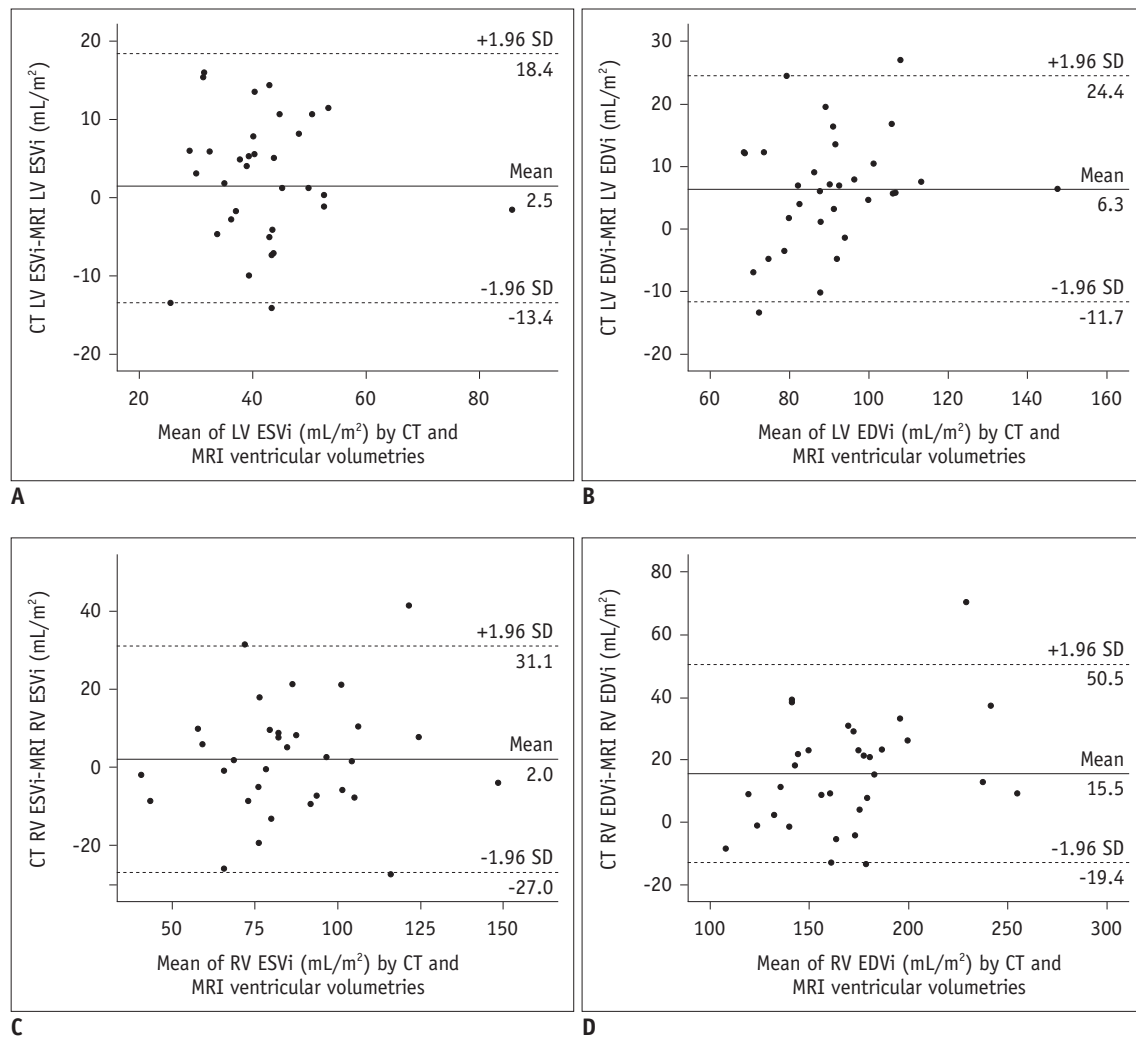 CT LV ESVi-MRI LV ESVi (mL/m²)
20
10
0
-10
-20
+1.96 SD
18.4
Mean
2.5
-1.96 SD
-13.4
20 40 60 80
Mean of LV ESVi (mL/m²) by CT and
MRI ventricular volumetries
A
CT LV EDVi-MRI LV EDVi (mL/m²)
30
20
10
0
-10
-20
+1.96 SD
24.4
Mean
6.3
-1.96 SD
-11.7
60 80 100 120 140 160
Mean of LV EDVi (mL/m²) by CT and
MRI ventricular volumetries
B
CT RV ESVi-MRI RV ESVi (mL/m²)
40
20
0
-20
+1.96 SD
31.1
Mean
2.0
-1.96 SD
-27.0
50 75 100 125 150
Mean of RV ESVi (mL/m²) by CT and
MRI ventricular volumetries
C
CT RV EDVi-MRI RV EDVi (mL/m²)
80
60
40
20
0
-20
+1.96 SD
50.5
Mean
15.5
-1.96 SD
-19.4
100 150 200 250 300
Mean of RV EDVi (mL/m²) by CT and
MRI ventricular volumetries
D